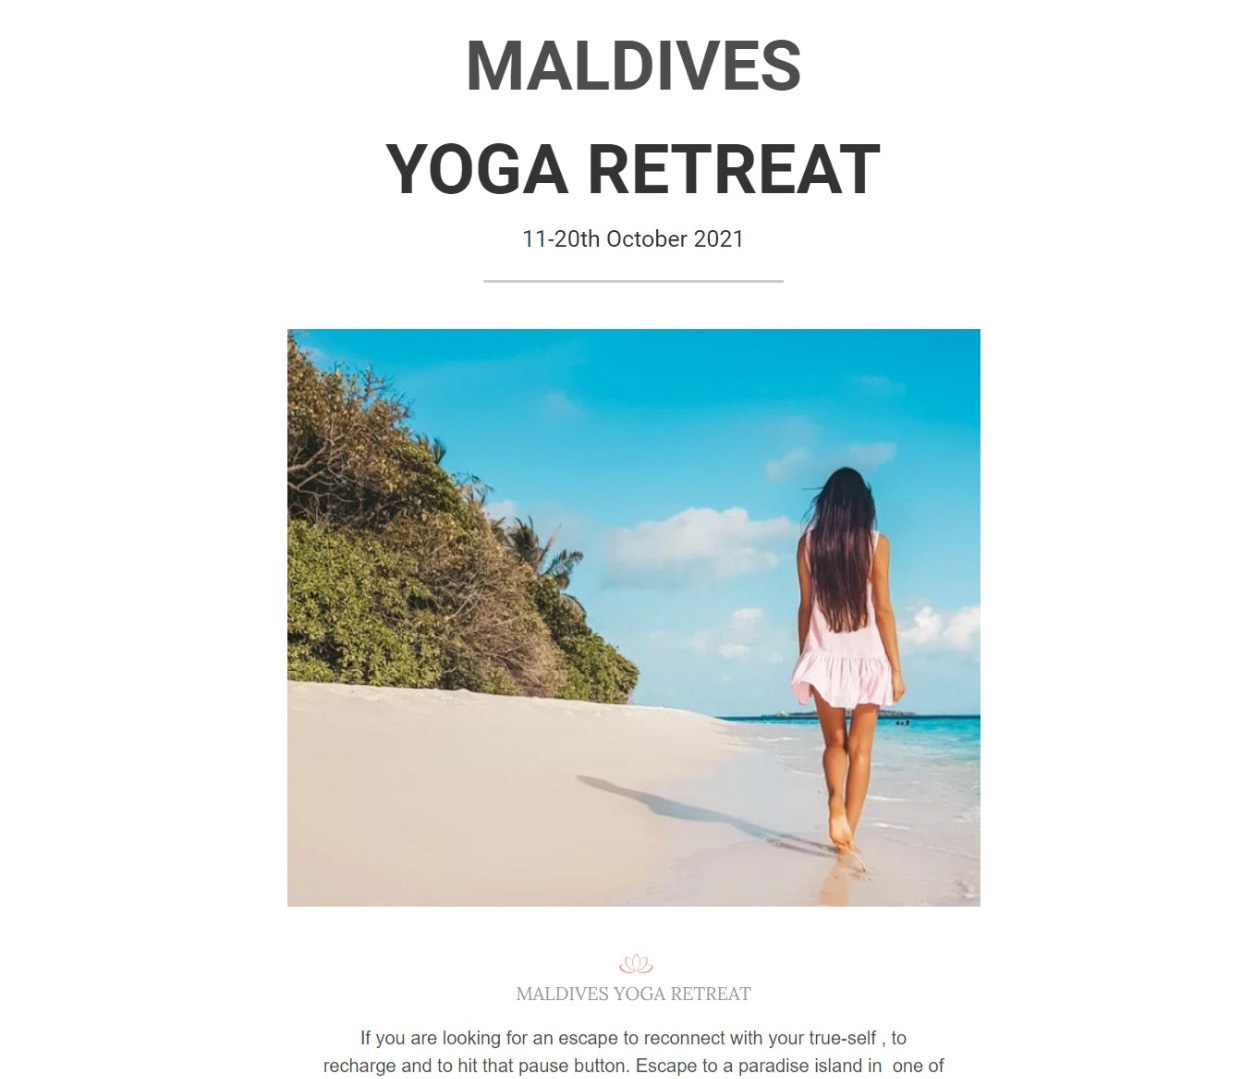 MALDIVES
YOGA RETREAT
11-20th October 2021
MALDIVES YOGA RETREAT
If you are looking for an escape to reconnect with your true-self , to
recharge and to hit that pause button. Escape to a paradise island in  one of